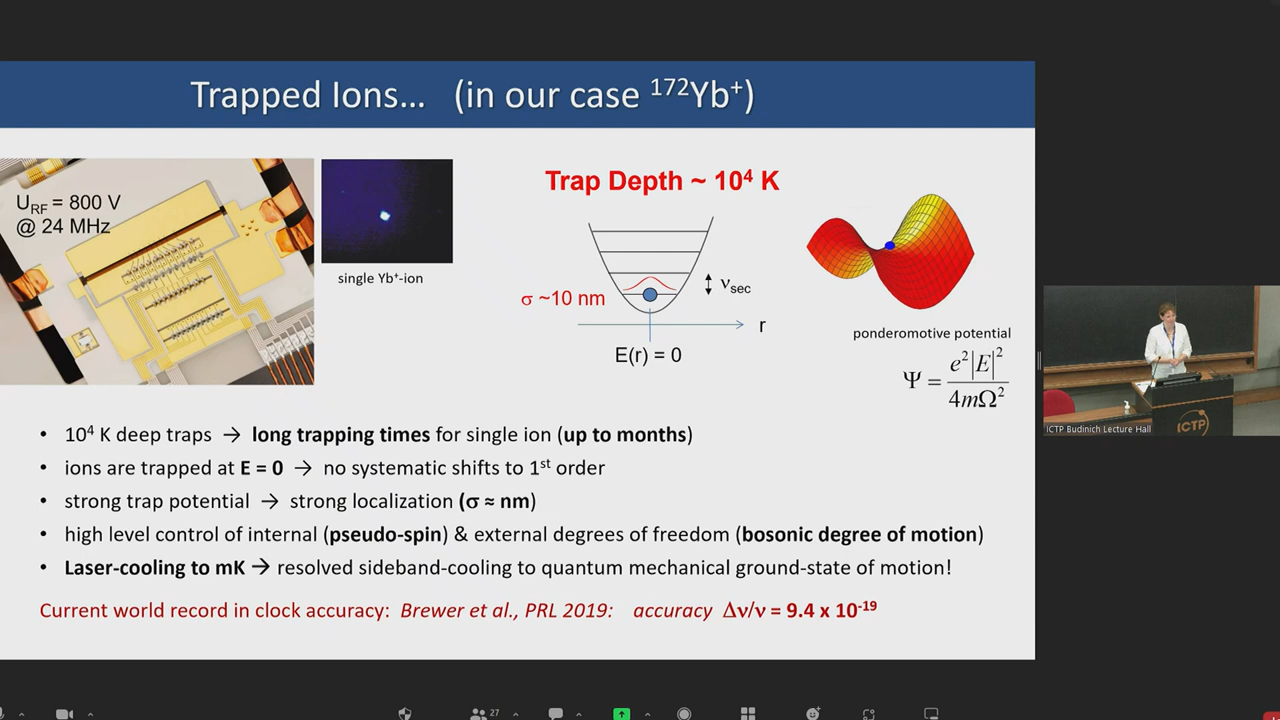 Trapped Ions... (in our case ¹⁷²Yb⁺)
U_RF = 800 V
@ 24 MHz
single Yb⁺-ion
Trap Depth ~ 10⁴ K
σ ~10 nm
ν_sec
r
E(r) = 0
ponderomotive potential
Ψ = e²|E|² / 4mΩ²
• 10⁴ K deep traps → long trapping times for single ion (up to months)
• ions are trapped at E = 0 → no systematic shifts to 1ˢᵗ order
• strong trap potential → strong localization (σ ≈ nm)
• high level control of internal (pseudo-spin) & external degrees of freedom (bosonic degree of motion)
• Laser-cooling to mK → resolved sideband-cooling to quantum mechanical ground-state of motion!
Current world record in clock accuracy: Brewer et al., PRL 2019: accuracy Δν/ν = 9.4 x 10⁻¹⁹
ICTP
ICTP Budinich Lecture Hall
27